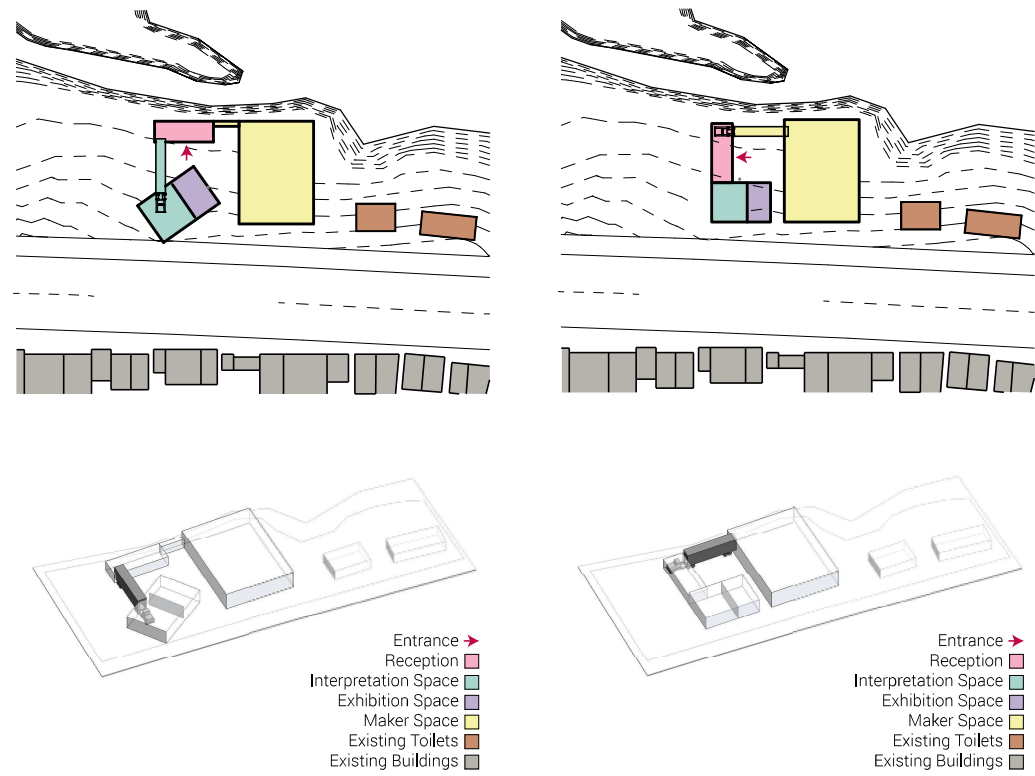 Entrance
Reception
Interpretation Space
Exhibition Space
Maker Space
Existing Toilets
Existing Buildings
Entrance
Reception
Interpretation Space
Exhibition Space
Maker Space
Existing Toilets
Existing Buildings